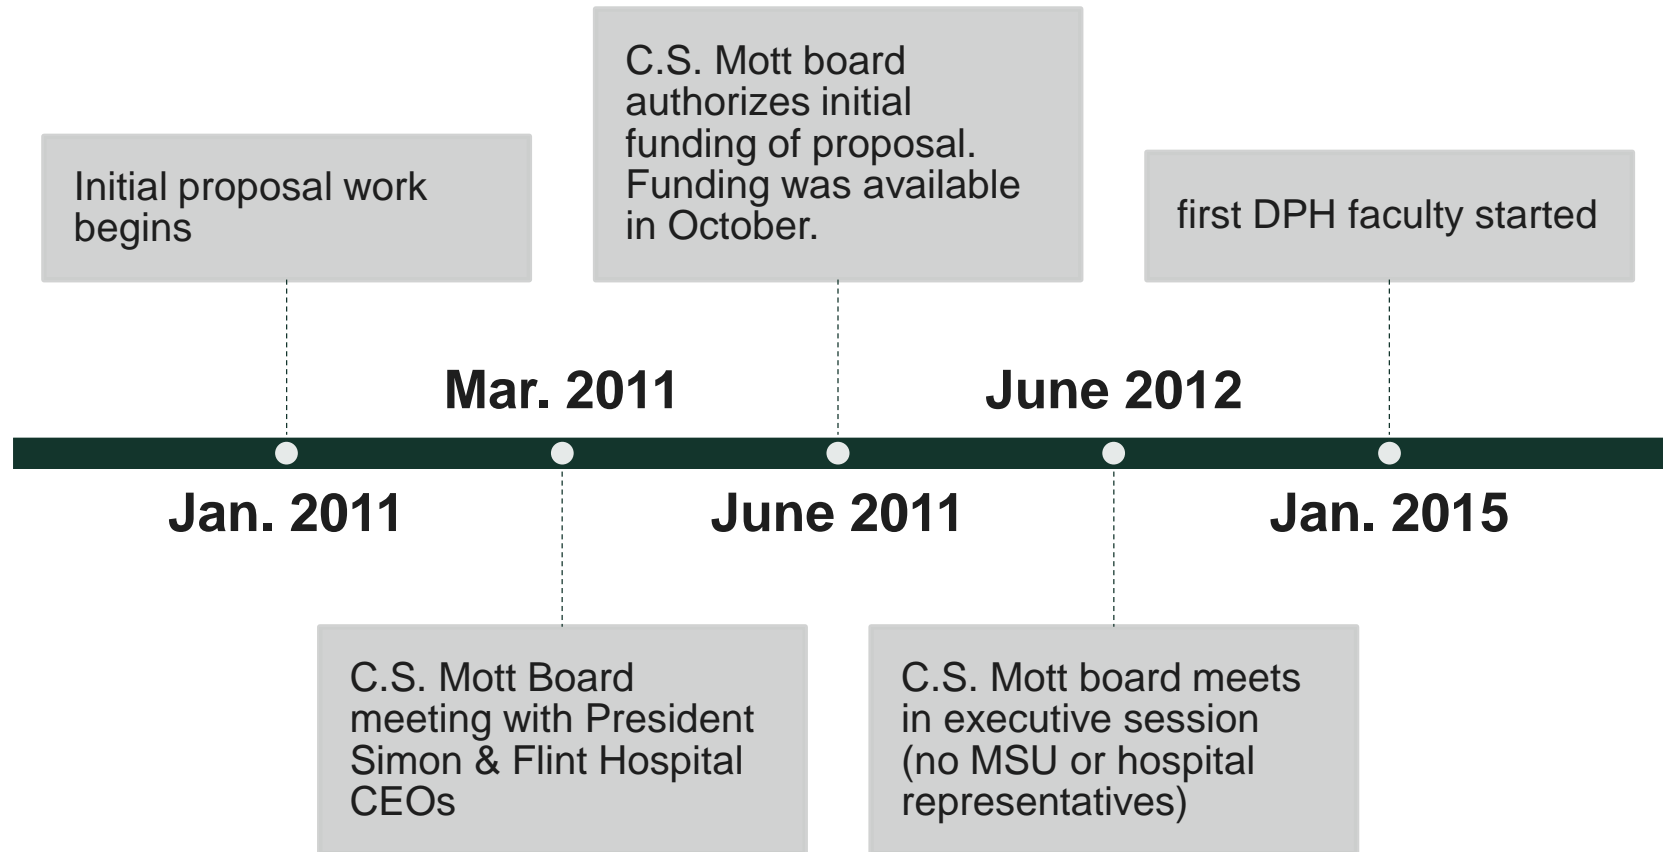 Initial proposal work
begins
C.S. Mott board
authorizes initial
funding of proposal.
Funding was available
in October.
first DPH faculty started
Mar. 2011
June 2012
Jan. 2011
June 2011
Jan. 2015
C.S. Mott Board
meeting with President
Simon & Flint Hospital
CEOs
C.S. Mott board meets
in executive session
(no MSU or hospital
representatives)